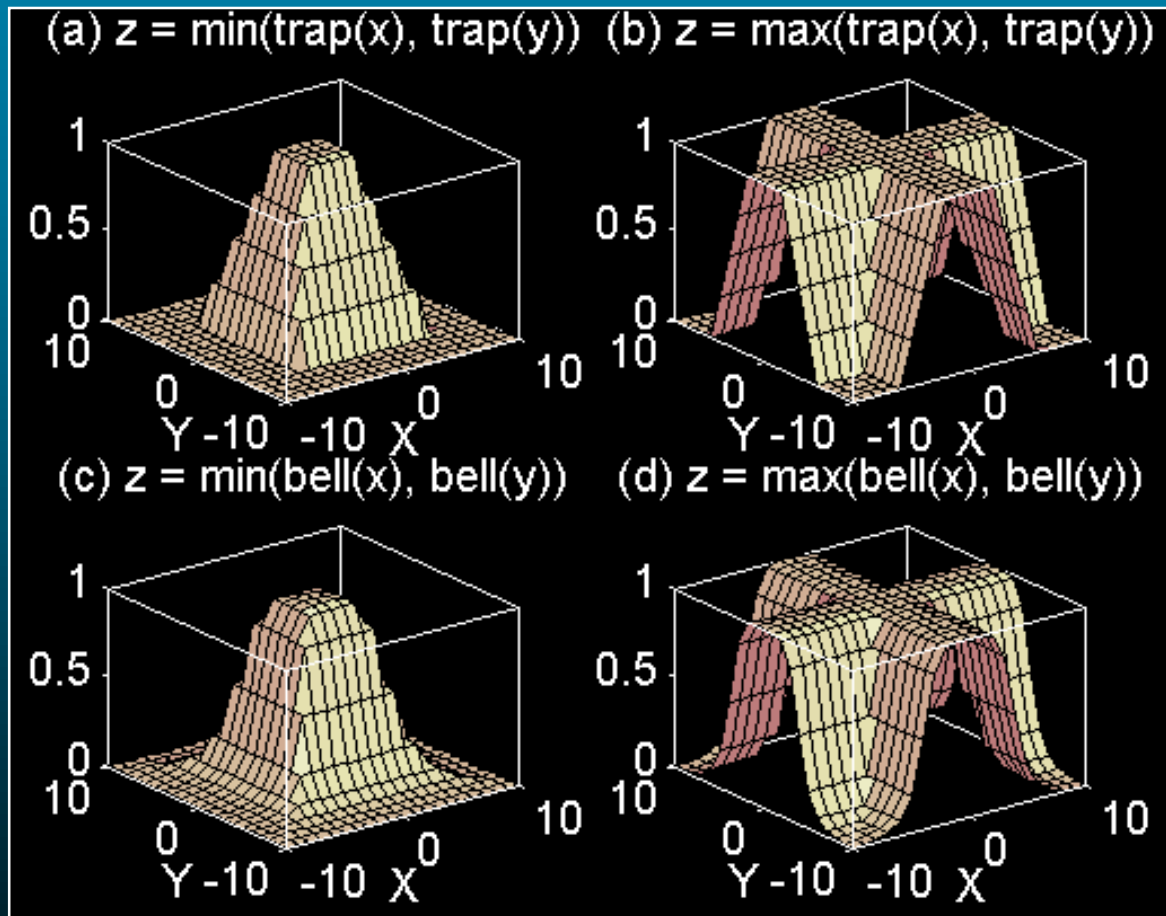 (a) z = min(trap(x), trap(y))
1
0.5
0
10
0
Y -10
-10 X
0
10
(b) z = max(trap(x), trap(y))
1
0.5
0
10
0
Y -10
-10 X
0
10
(c) z = min(bell(x), bell(y))
1
0.5
0
10
0
Y -10
-10 X
0
10
(d) z = max(bell(x), bell(y))
1
0.5
0
10
0
Y -10
-10 X
0
10